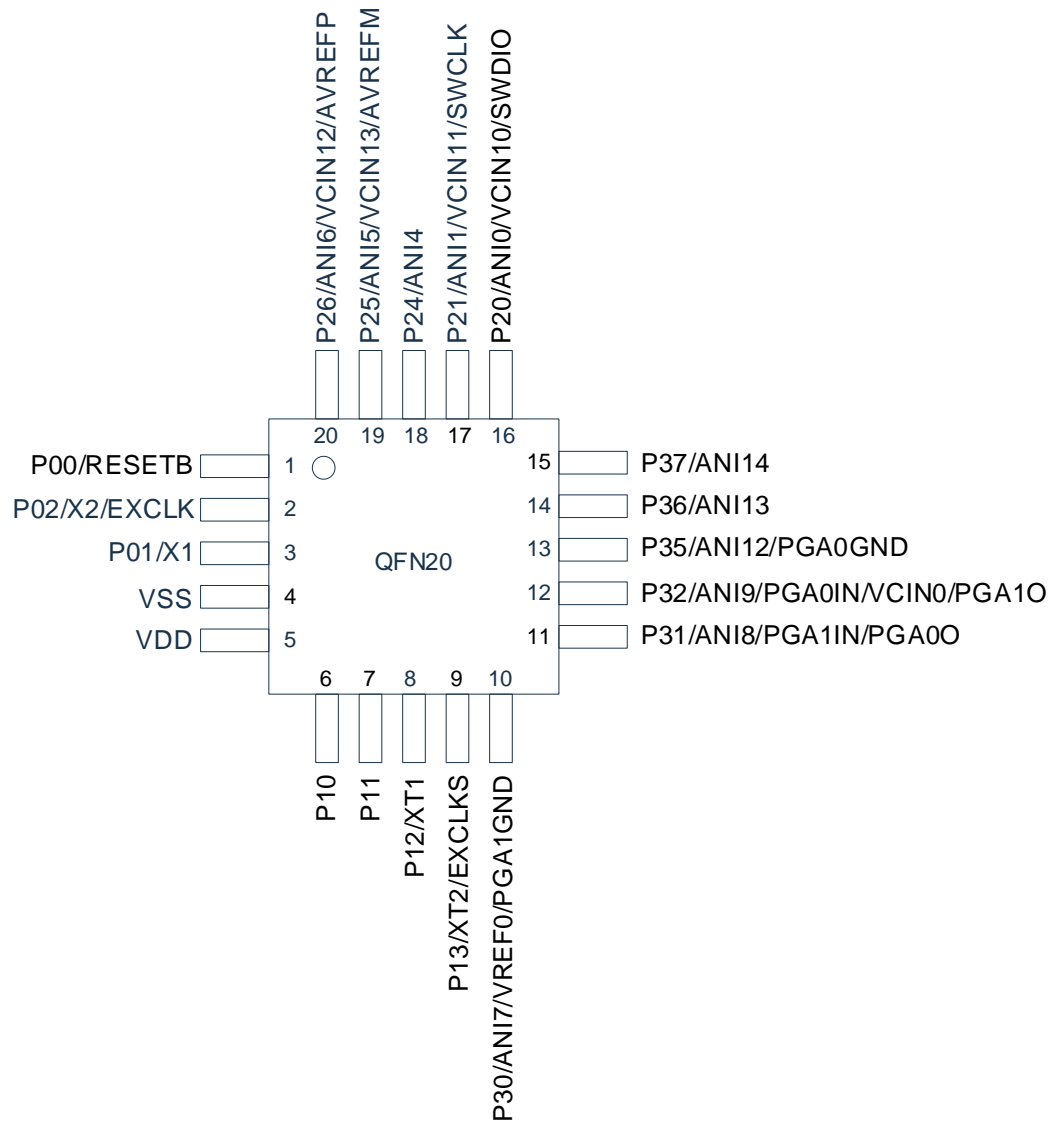 P26/ANI6/VCIN12/AVREFP
P25/ANI5/VCIN13/AVREFM
P24/ANI4
P21/ANI1/VCIN11/SWCLK
P20/ANI0/VCIN10/SWDIO
20 19 18 17 16
P00/RESETB 1
P02/X2/EXCLK 2
P01/X1 3
VSS 4
VDD 5
QFN20
15 P37/ANI14
14 P36/ANI13
13 P35/ANI12/PGA0GND
12 P32/ANI9/PGA0IN/VCIN0/PGA1O
11 P31/ANI8/PGA1IN/PGA0O
6 7 8 9 10
P10
P11
P12/XT1
P13/XT2/EXCLKS
P30/ANI7/VREF0/PGA1GND